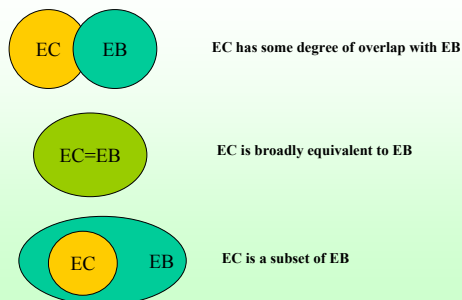 EC EB EC has some degree of overlap with EB
EC=EB EC is broadly equivalent to EB
EC EB EC is a subset of EB